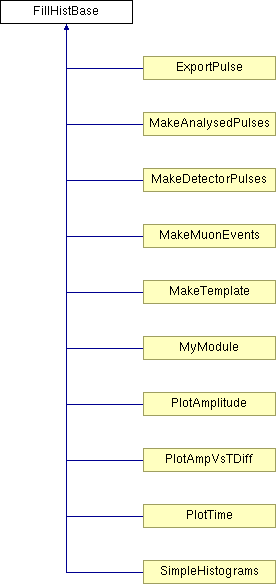 FillHistBase
ExportPulse
MakeAnalysedPulses
MakeDetectorPulses
MakeMuonEvents
MakeTemplate
MyModule
PlotAmplitude
PlotAmpVsTDiff
PlotTime
SimpleHistograms